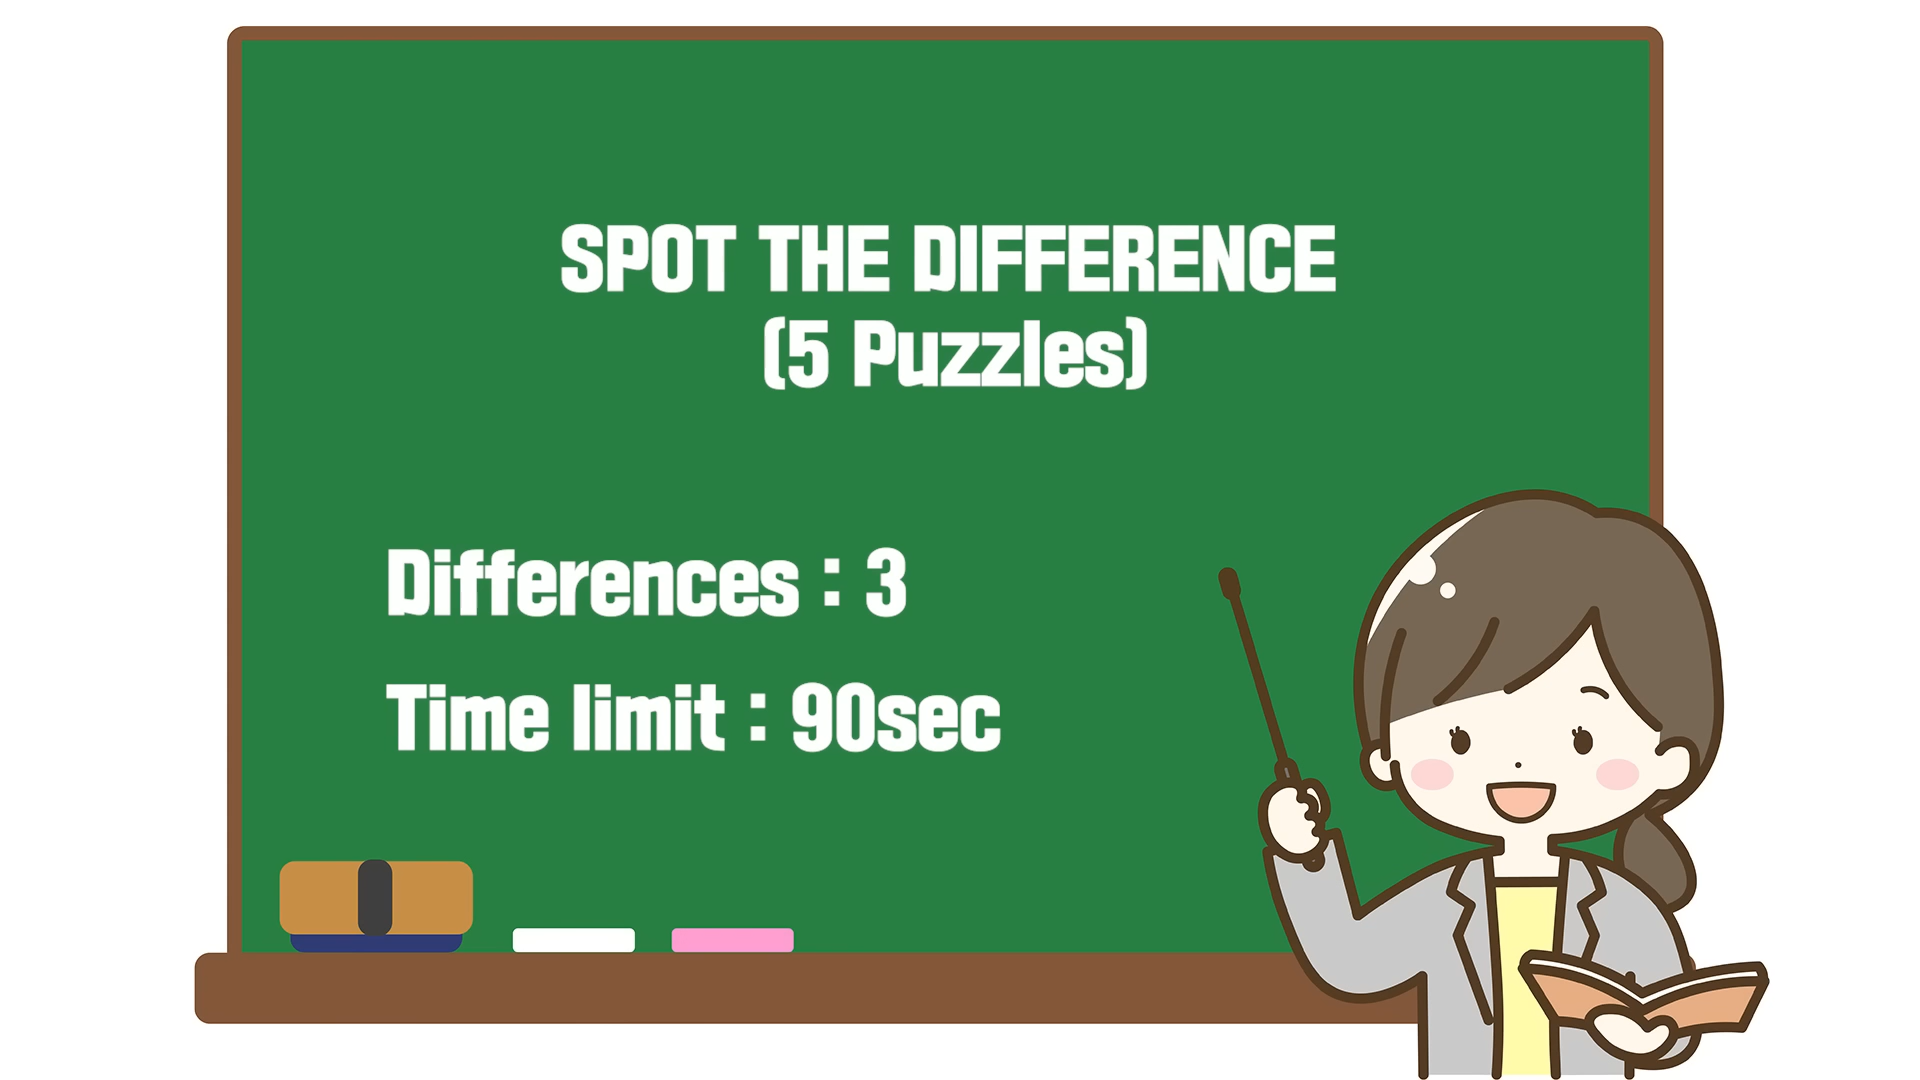 SPOT THE DIFFERENCE
(5 Puzzles)
Differences : 3
Time limit : 90sec